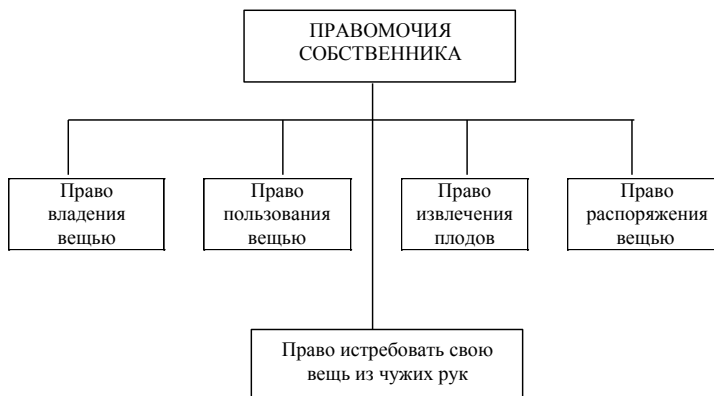 ПРАВОМОЧИЯ
СОБСТВЕННИКА
Право
владения
вещью
Право
пользования
вещью
Право
извлечения
плодов
Право
распоряжения
вещью
Право истребовать свою
вещь из чужих рук